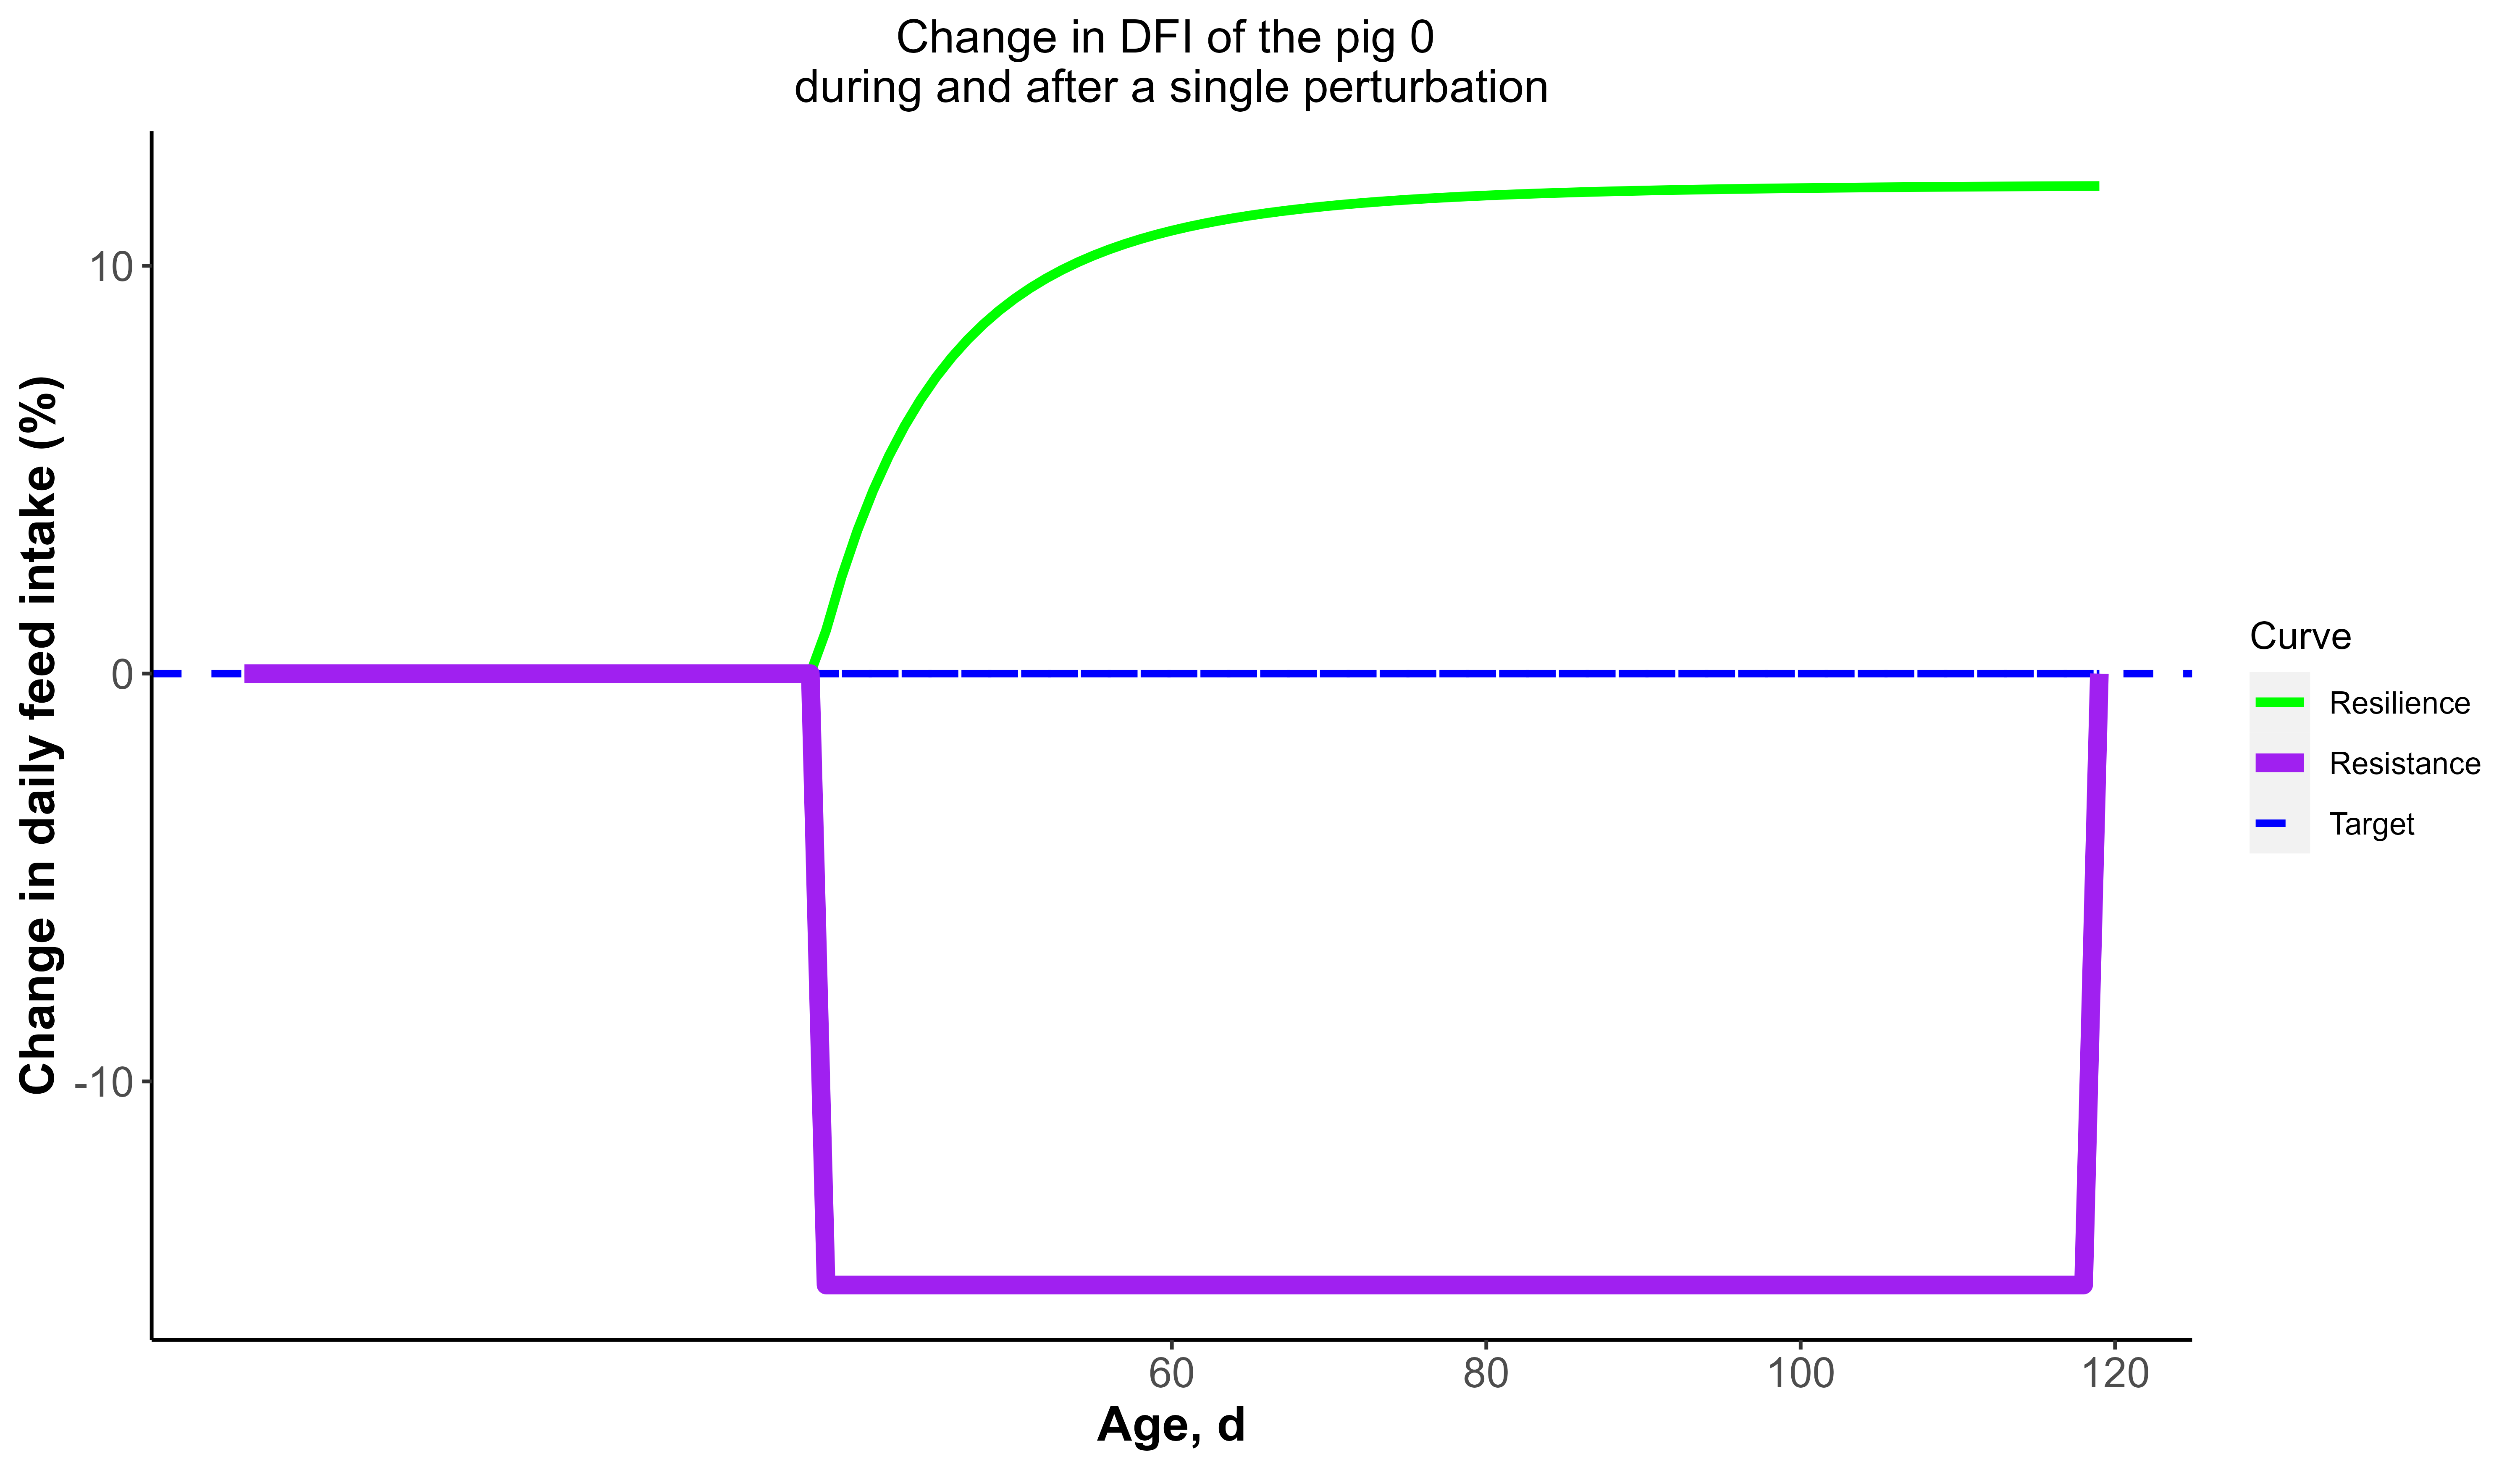 Change in DFI of the pig 0
during and after a single perturbation
Change in daily feed intake (%)
10
0
-10
60
80
100
120
Age, d
Curve
Resilience
Resistance
Target